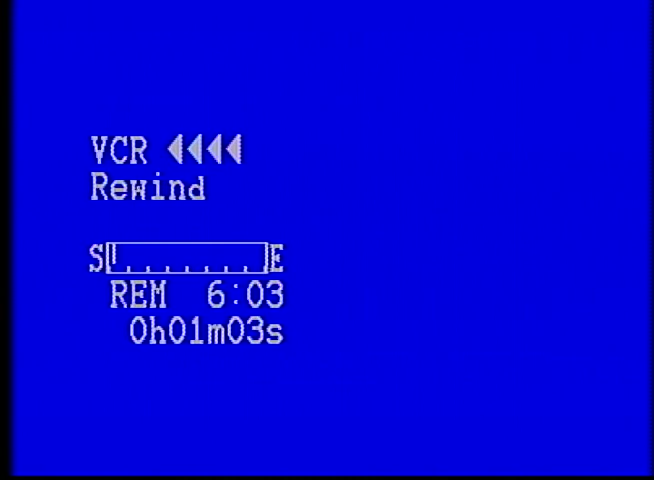 VCR ◀◀◀◀
Rewind
S E
REM 6:03
0h01m03s